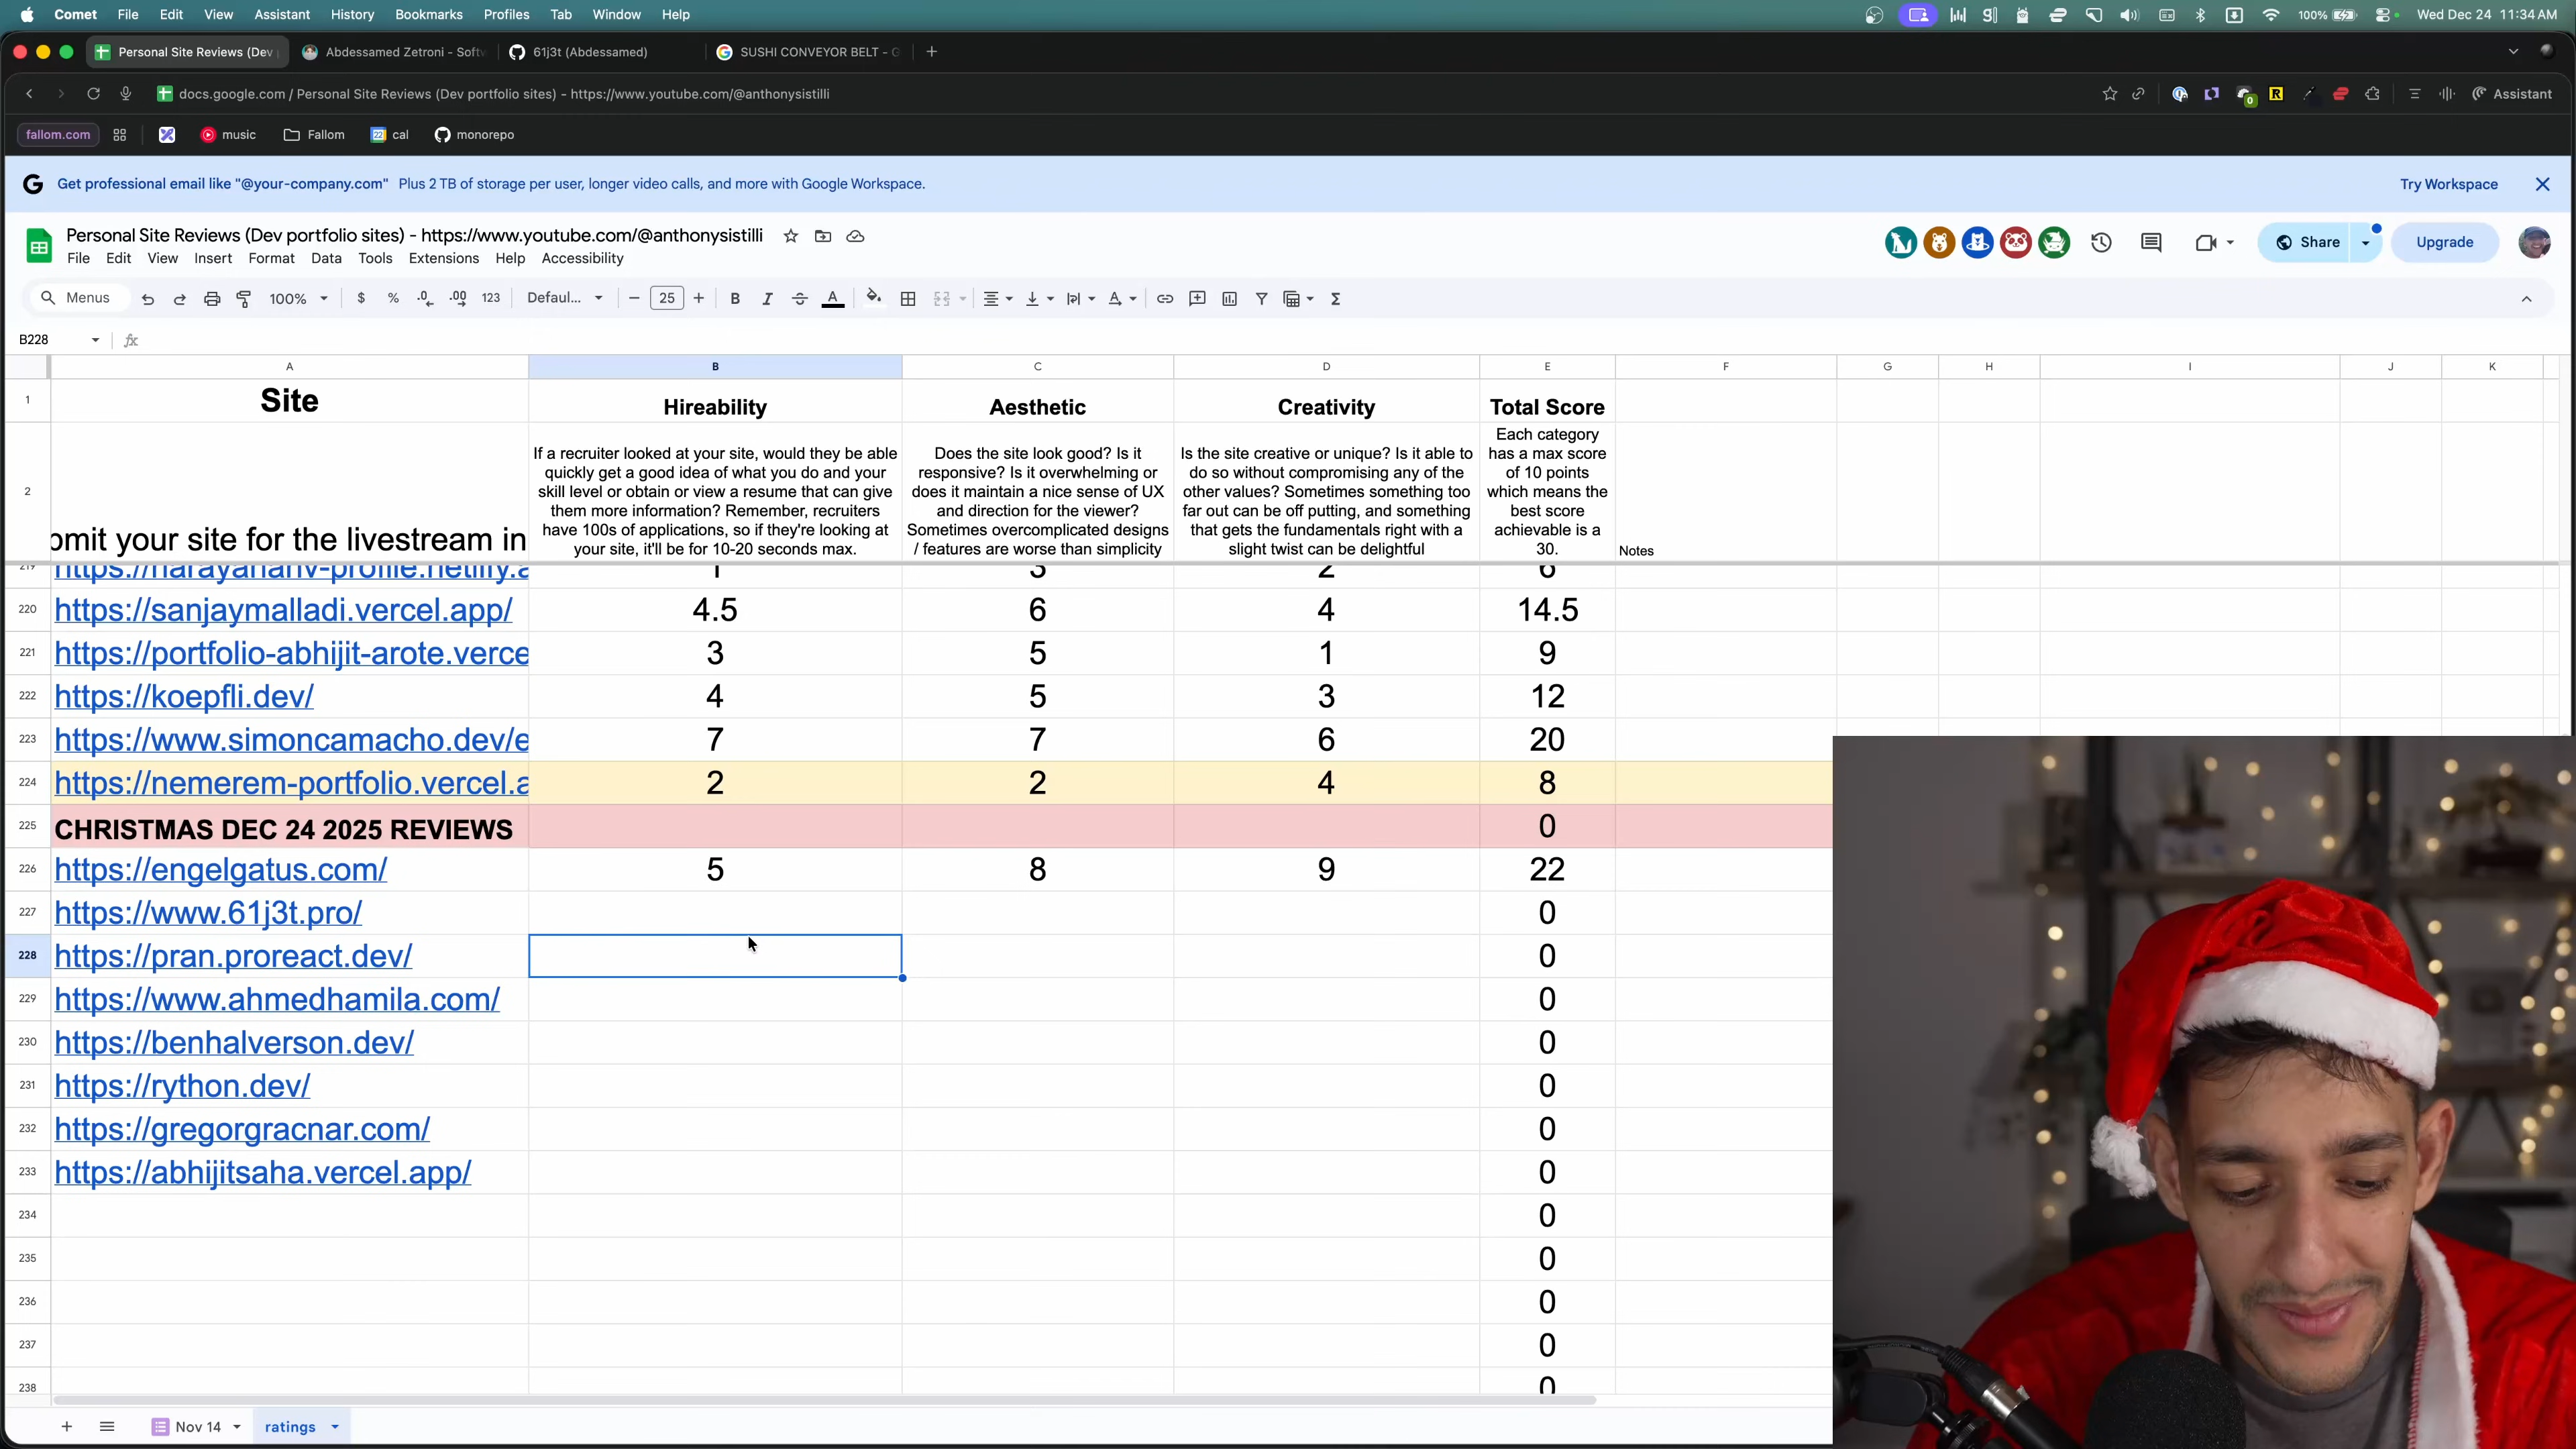 Comet File Edit View Assistant History Bookmarks Profiles Tab Window Help
100% Wed Dec 24 11:34 AM
Personal Site Reviews (Dev Abdessamed Zetroni - Softw 61j3t (Abdessamed) SUSHI CONVEYOR BELT - G
docs.google.com / Personal Site Reviews (Dev portfolio sites) - https://www.youtube.com/@anthonysistilli
0 R Assistant
fallom.com music Fallom 22 cal monorepo
Get professional email like "@your-company.com" Plus 2 TB of storage per user, longer video calls, and more with Google Workspace.
Try Workspace
Personal Site Reviews (Dev portfolio sites) - https://www.youtube.com/@anthonysistilli
Share Upgrade
File Edit View Insert Format Data Tools Extensions Help Accessibility
Menus 100% $ % .0 .00 123 Defaul... 25 B I A
B228 fx
A B C D E F G H I J K
1 Site Hireability Aesthetic Creativity Total Score
2
omit your site for the livestream in
If a recruiter looked at your site, would they be able
quickly get a good idea of what you do and your
skill level or obtain or view a resume that can give
them more information? Remember, recruiters
have 100s of applications, so if they're looking at
your site, it'll be for 10-20 seconds max.
Does the site look good? Is it
responsive? Is it overwhelming or
does it maintain a nice sense of UX
and direction for the viewer?
Sometimes overcomplicated designs
/ features are worse than simplicity
Is the site creative or unique? Is it able to
do so without compromising any of the
other values? Sometimes something too
far out can be off putting, and something
that gets the fundamentals right with a
slight twist can be delightful
Each category
has a max score
of 10 points
which means the
best score
achievable is a
30.
Notes
219 https://narayananv-profile.netlify.a 1 3 2 6
220 https://sanjaymalladi.vercel.app/ 4.5 6 4 14.5
221 https://portfolio-abhijit-arote.verce 3 5 1 9
222 https://koepfli.dev/ 4 5 3 12
223 https://www.simoncamacho.dev/e 7 7 6 20
224 https://nemerem-portfolio.vercel.a 2 2 4 8
225 CHRISTMAS DEC 24 2025 REVIEWS 0
226 https://engelgatus.com/ 5 8 9 22
227 https://www.61j3t.pro/ 0
228 https://pran.proreact.dev/ 0
229 https://www.ahmedhamila.com/ 0
230 https://benhalverson.dev/ 0
231 https://rython.dev/ 0
232 https://gregorgracnar.com/ 0
233 https://abhijitsaha.vercel.app/ 0
234 0
235 0
236 0
237 0
238 0
Nov 14 ratings